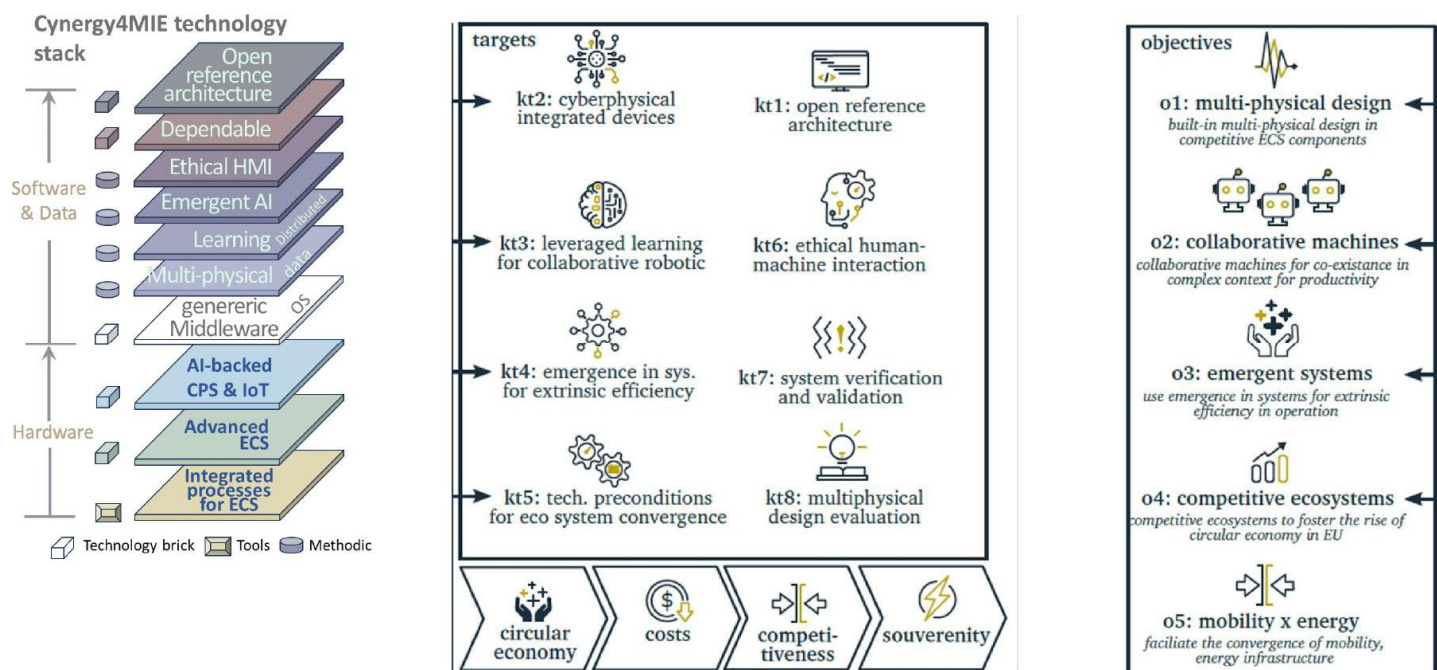 Cynergy4MIE technology
stack
Open
reference
architecture
Dependable
Ethical HMI
Emergent AI
Learning
Distributed
Multi-physical
data
genereric
Middleware
OS
AI-backed
CPS & IoT
Advanced
ECS
Integrated
processes
for ECS
Software
& Data
Hardware
Technology brick
Tools
Methodic
targets
kt2: cyberphysical
integrated devices
kt1: open reference
architecture
kt3: leveraged learning
for collaborative robotic
kt6: ethical human-
machine interaction
kt4: emergence in sys.
for extrinsic efficiency
kt7: system verification
and validation
kt5: tech. preconditions
for eco system convergence
kt8: multiphysical
design evaluation
circular
economy
costs
competi-
tiveness
souverenity
objectives
o1: multi-physical design
built-in multi-physical design in
competitive ECS components
o2: collaborative machines
collaborative machines for co-existance in
complex context for productivity
o3: emergent systems
use emergence in systems for extrinsic
efficiency in operation
o4: competitive ecosystems
competitive ecosystems to foster the rise of
circular economy in EU
o5: mobility x energy
faciliate the convergence of mobility,
energy infrastructure